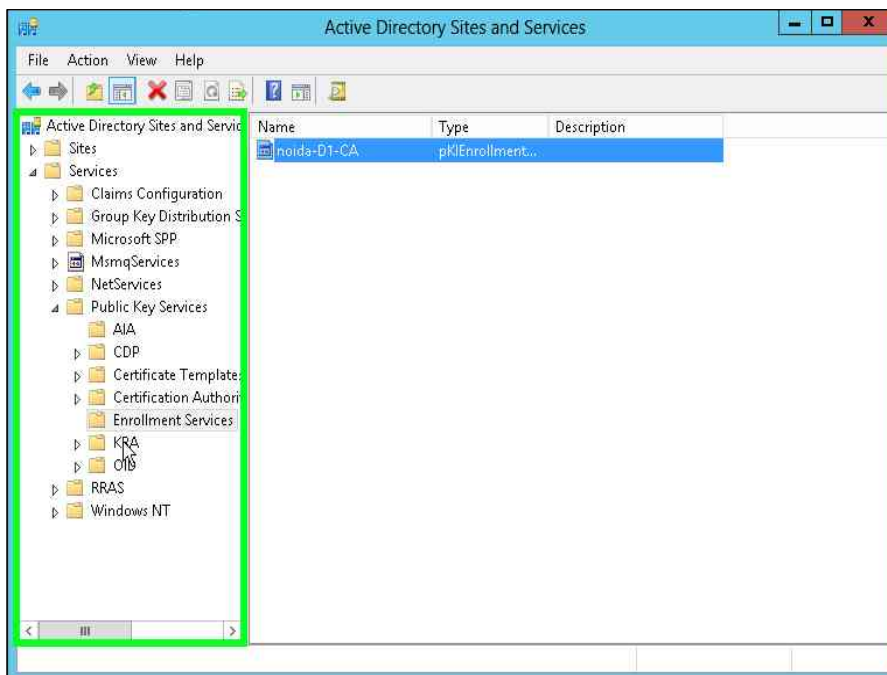 Active Directory Sites and Services
x
File Action View Help
Active Directory Sites and Servic
Name Type Description
Sites
noida-D1-CA pKIEnrollment...
Services
Claims Configuration
Group Key Distribution S
Microsoft SPP
MsmqServices
NetServices
Public Key Services
AIA
CDP
Certificate Template
Certification Authori
Enrollment Services
KRA
OID
RRAS
Windows NT